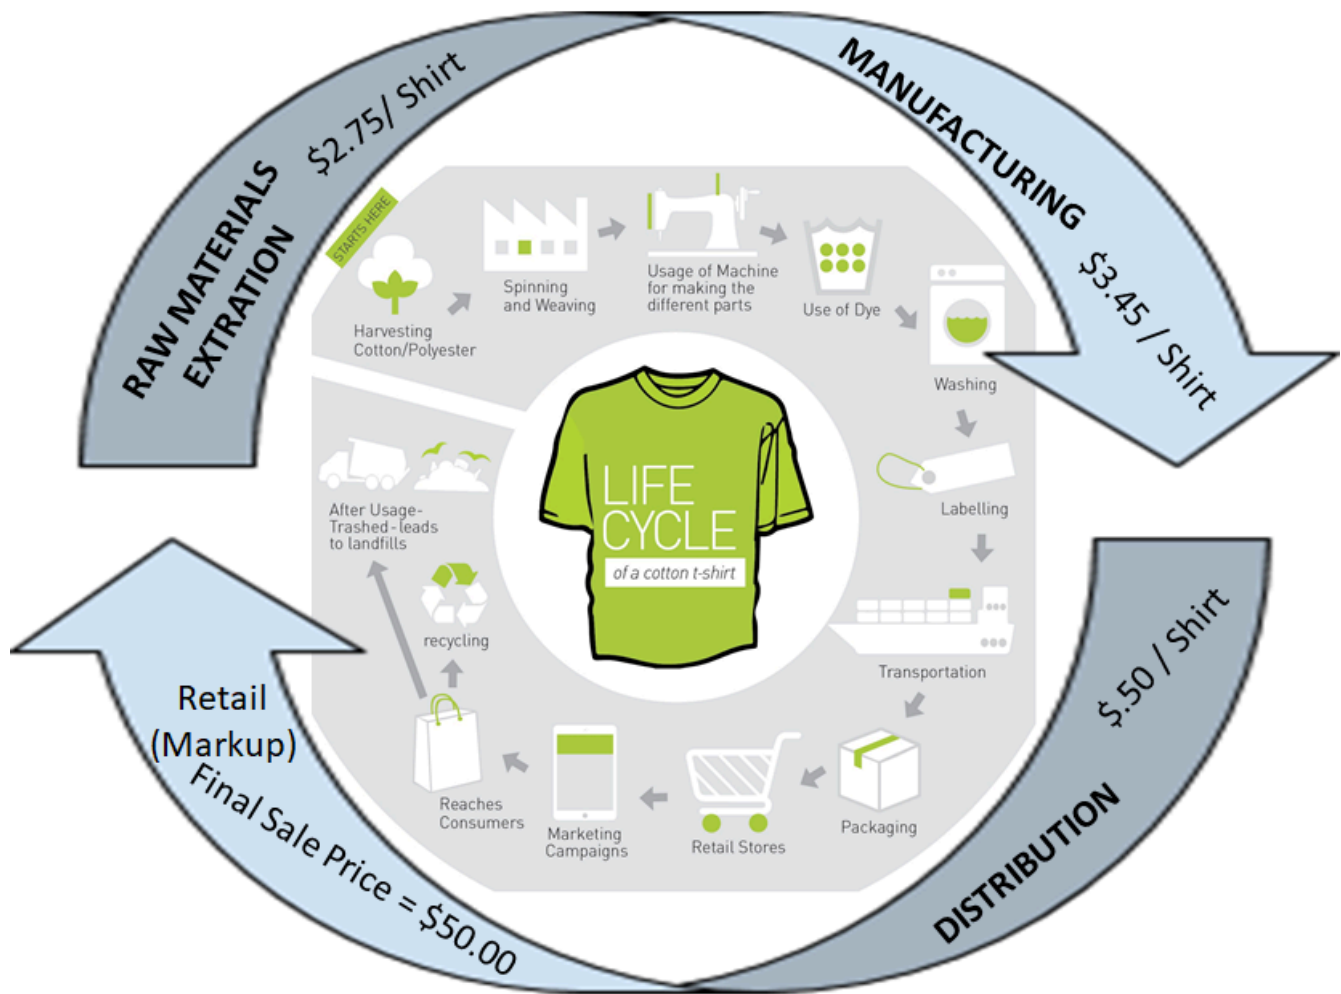 RAW MATERIALS
EXTRATION
$2.75/ Shirt
MANUFACTURING
$3.45 / Shirt
STARTS HERE
Harvesting
Cotton/Polyester
Spinning
and Weaving
Usage of Machine
for making the
different parts
Use of Dye
Washing
Labelling
Transportation
Packaging
Retail Stores
Marketing
Campaigns
Reaches
Consumers
recycling
After Usage-
Trashed-leads
to landfills
LIFE
CYCLE
of a cotton t-shirt
$.50 / Shirt
DISTRIBUTION
Retail
(Markup)
Final Sale Price = $50.00